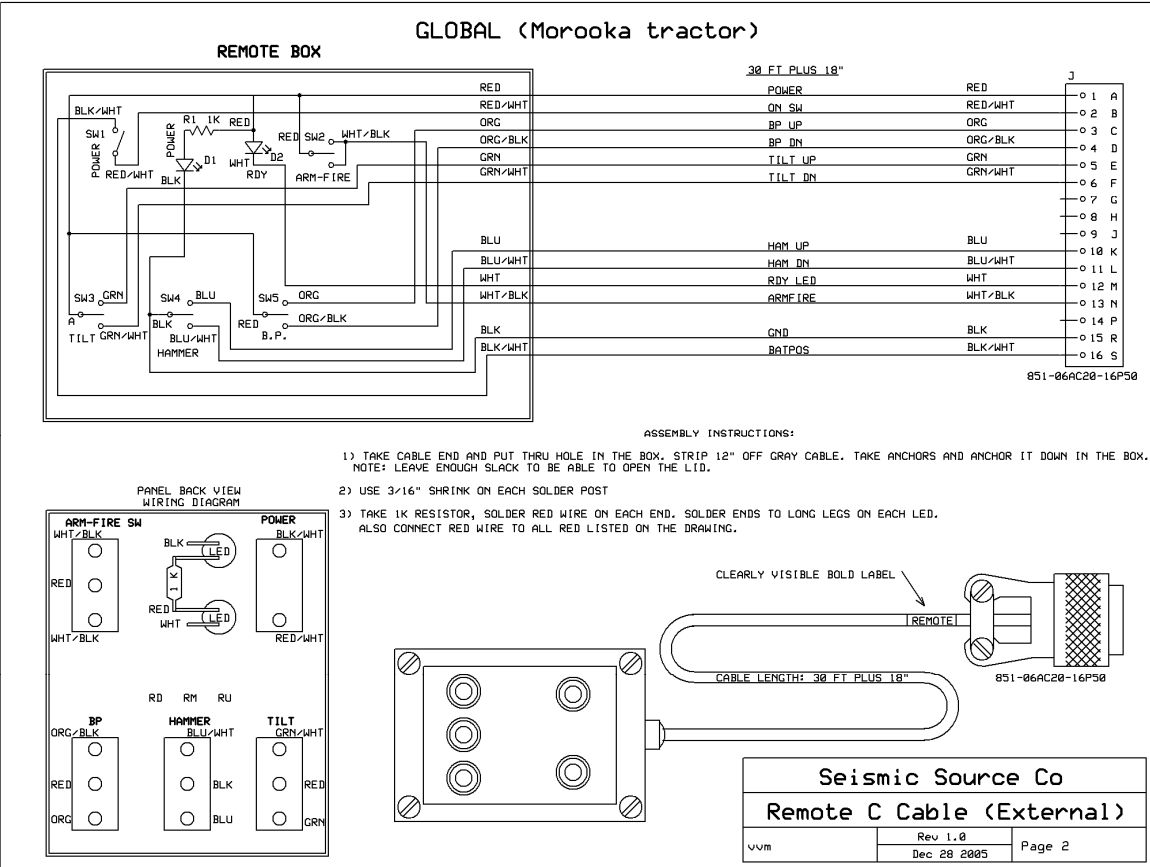 GLOBAL (Morooka tractor)
REMOTE BOX
30 FT PLUS 18"
J
RED POWER RED 1 A
BLK/WHT RED/WHT ON SW RED/WHT 2 B
R1 1K RED ORG BP UP ORG 3 C
SW1 POWER RED SW2 WHT/BLK ORG/BLK BP DN ORG/BLK 4 D
POWER D1 WHT D2 GRN TILT UP GRN 5 E
RED/WHT BLK RDY ARM-FIRE GRN/WHT TILT DN GRN/WHT 6 F
7 G
8 H
9 J
BLU HAM UP BLU 10 K
BLU/WHT HAM DN BLU/WHT 11 L
WHT RDY LED WHT 12 M
SW3 GRN SW4 BLU SW5 ORG WHT/BLK ARMFIRE WHT/BLK 13 N
A BLK RED ORG/BLK 14 P
TILT GRN/WHT BLU/WHT B.P. BLK GND BLK 15 R
HAMMER BLK/WHT BATPOS BLK/WHT 16 S
851-06AC20-16P50
ASSEMBLY INSTRUCTIONS:
1) TAKE CABLE END AND PUT THRU HOLE IN THE BOX. STRIP 12" OFF GRAY CABLE. TAKE ANCHORS AND ANCHOR IT DOWN IN THE BOX.
NOTE: LEAVE ENOUGH SLACK TO BE ABLE TO OPEN THE LID.
2) USE 3/16" SHRINK ON EACH SOLDER POST
3) TAKE 1K RESISTOR, SOLDER RED WIRE ON EACH END. SOLDER ENDS TO LONG LEGS ON EACH LED.
ALSO CONNECT RED WIRE TO ALL RED LISTED ON THE DRAWING.
PANEL BACK VIEW
WIRING DIAGRAM
ARM-FIRE SW POWER
WHT/BLK BLK/WHT
BLK LED
RED 1 K
RED LED
WHT
WHT/BLK RED/WHT
RD RM RU
BP HAMMER TILT
ORG/BLK BLU/WHT GRN/WHT
RED BLK RED
ORG BLU GRN
CLEARLY VISIBLE BOLD LABEL
REMOTE
CABLE LENGTH: 30 FT PLUS 18"
851-06AC20-16P50
Seismic Source Co
Remote C Cable (External)
vvm
Rev 1.0
Dec 28 2005
Page 2